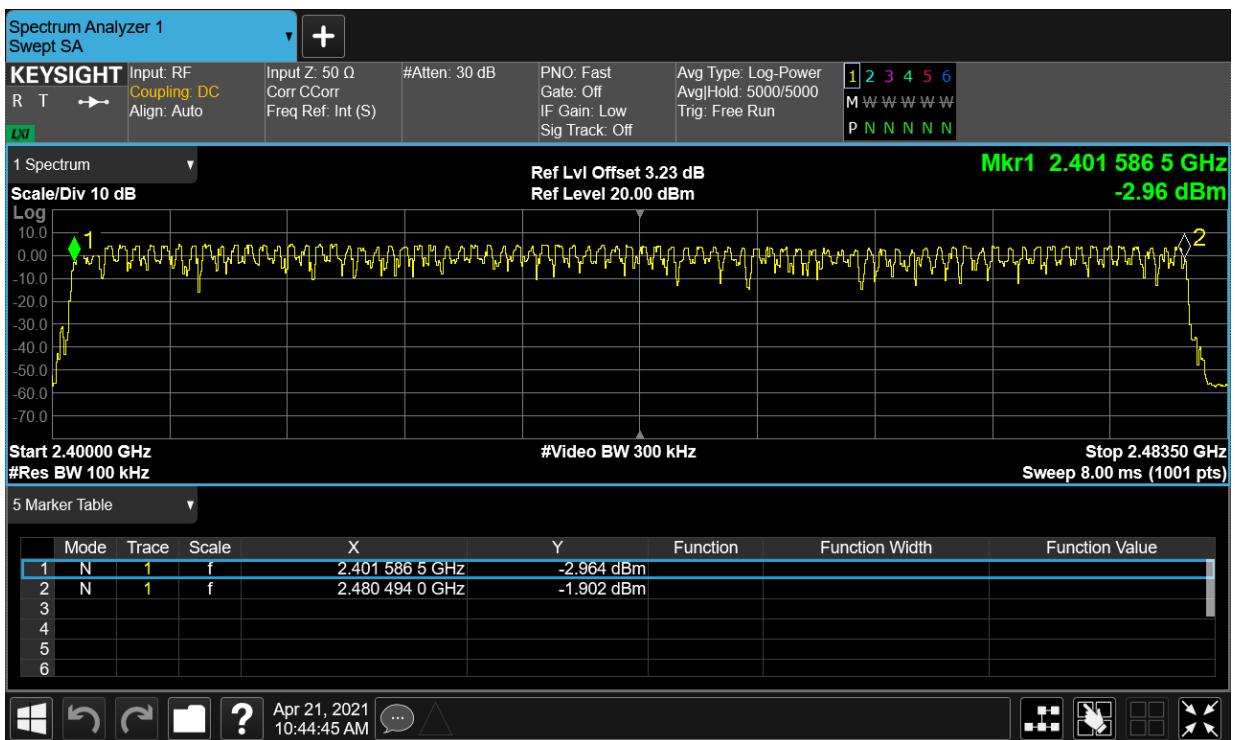 Spectrum Analyzer 1
Swept SA
+
KEYSIGHT
R T
LXI
Input: RF
Coupling: DC
Align: Auto
Input Z: 50 Ω
Corr CCorr
Freq Ref: Int (S)
#Atten: 30 dB
PNO: Fast
Gate: Off
IF Gain: Low
Sig Track: Off
Avg Type: Log-Power
Avg|Hold: 5000/5000
Trig: Free Run
1 2 3 4 5 6
M W W W W W
P N N N N N
1 Spectrum
Scale/Div 10 dB
Log
Ref Lvl Offset 3.23 dB
Ref Level 20.00 dBm
Mkr1 2.401 586 5 GHz
-2.96 dBm
10.0
0.00
-10.0
-20.0
-30.0
-40.0
-50.0
-60.0
-70.0
1
2
Start 2.40000 GHz
#Res BW 100 kHz
#Video BW 300 kHz
Stop 2.48350 GHz
Sweep 8.00 ms (1001 pts)
5 Marker Table
Mode Trace Scale X Y Function Function Width Function Value
1 N 1 f 2.401 586 5 GHz -2.964 dBm
2 N 1 f 2.480 494 0 GHz -1.902 dBm
3
4
5
6
?
Apr 21, 2021
10:44:45 AM